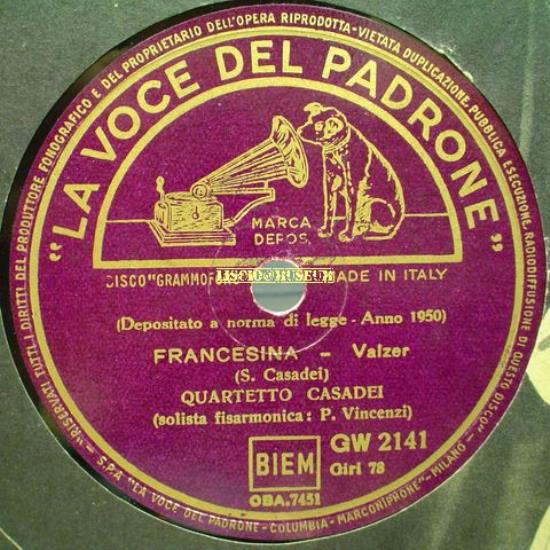 "RISERVATI TUTTI I DIRITTI DEL PRODUTTORE FONOGRAFICO E DEL PROPRIETARIO DELL'OPERA RIPRODOTTA - VIETATA DUPLICAZIONE, PUBBLICA ESECUZIONE, RADIODIFFUSIONE DI QUESTO DISCO"
"LA VOCE DEL PADRONE"
MARCA
DEPOS.
DISCO "GRAMMOFO
LISCIO@MUSEUM
MADE IN ITALY
(Depositato a norma di legge - Anno 1950)
FRANCESINA - Valzer
(S. Casadei)
QUARTETTO CASADEI
(solista fisarmonica: P. Vincenzi)
BIEM
GW 2141
Giri 78
OBA.7451
S.P.A. "LA VOCE DEL PADRONE - COLUMBIA - MARCONIPHONE" - MILANO